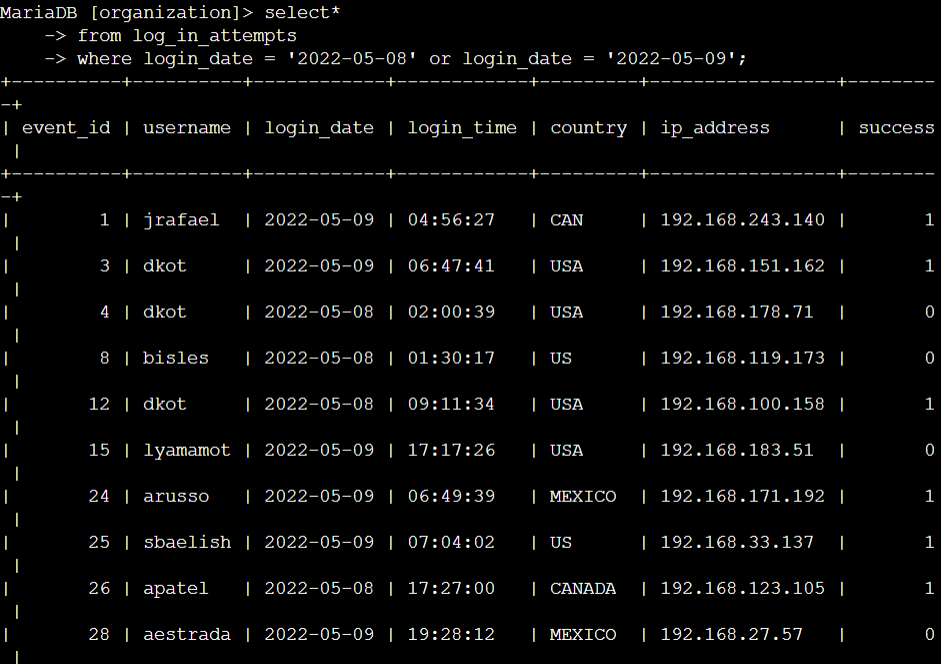 MariaDB [organization]> select*
    -> from log_in_attempts
    -> where login_date = '2022-05-08' or login_date = '2022-05-09';
+----------+----------+------------+------------+---------+-----------------+--------
-+
| event_id | username | login_date | login_time | country | ip_address      | success
 |
+----------+----------+------------+------------+---------+-----------------+--------
-+
|        1 | jrafael  | 2022-05-09 | 04:56:27   | CAN     | 192.168.243.140 |       1
 |
|        3 | dkot     | 2022-05-09 | 06:47:41   | USA     | 192.168.151.162 |       1
 |
|        4 | dkot     | 2022-05-08 | 02:00:39   | USA     | 192.168.178.71  |       0
 |
|        8 | bisles   | 2022-05-08 | 01:30:17   | US      | 192.168.119.173 |       0
 |
|       12 | dkot     | 2022-05-08 | 09:11:34   | USA     | 192.168.100.158 |       1
 |
|       15 | lyamamot | 2022-05-09 | 17:17:26   | USA     | 192.168.183.51  |       0
 |
|       24 | arusso   | 2022-05-09 | 06:49:39   | MEXICO  | 192.168.171.192 |       1
 |
|       25 | sbaelish | 2022-05-09 | 07:04:02   | US      | 192.168.33.137  |       1
 |
|       26 | apatel   | 2022-05-08 | 17:27:00   | CANADA  | 192.168.123.105 |       1
 |
|       28 | aestrada | 2022-05-09 | 19:28:12   | MEXICO  | 192.168.27.57   |       0
 |